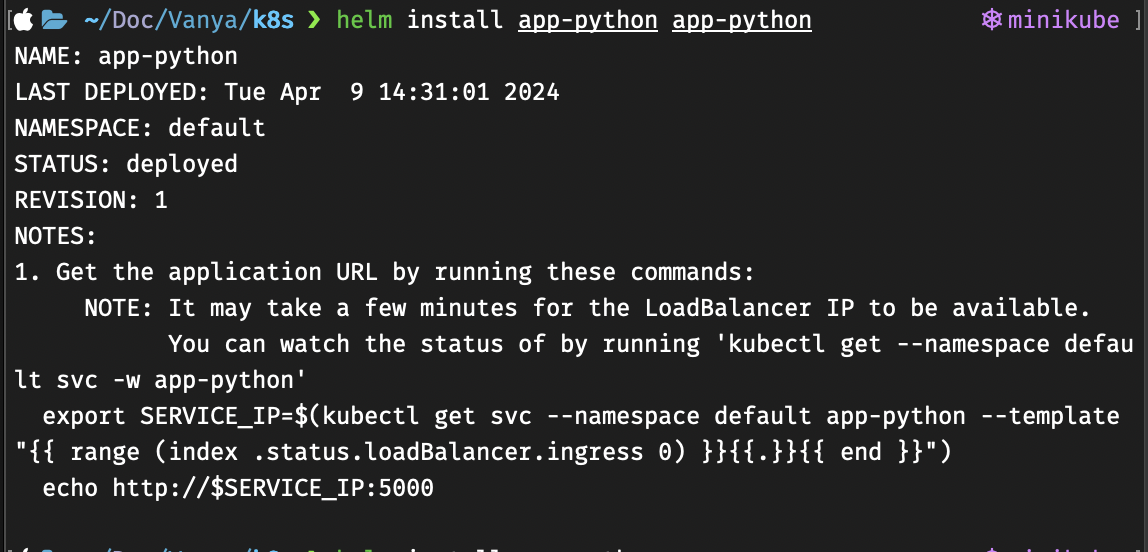 [ ~/Doc/Vanya/k8s ❯ helm install app-python app-python ⎈ minikube ]
NAME: app-python
LAST DEPLOYED: Tue Apr  9 14:31:01 2024
NAMESPACE: default
STATUS: deployed
REVISION: 1
NOTES:
1. Get the application URL by running these commands:
     NOTE: It may take a few minutes for the LoadBalancer IP to be available.
           You can watch the status of by running 'kubectl get --namespace defau
lt svc -w app-python'
  export SERVICE_IP=$(kubectl get svc --namespace default app-python --template
"{{ range (index .status.loadBalancer.ingress 0) }}{{.}}{{ end }}")
  echo http://$SERVICE_IP:5000